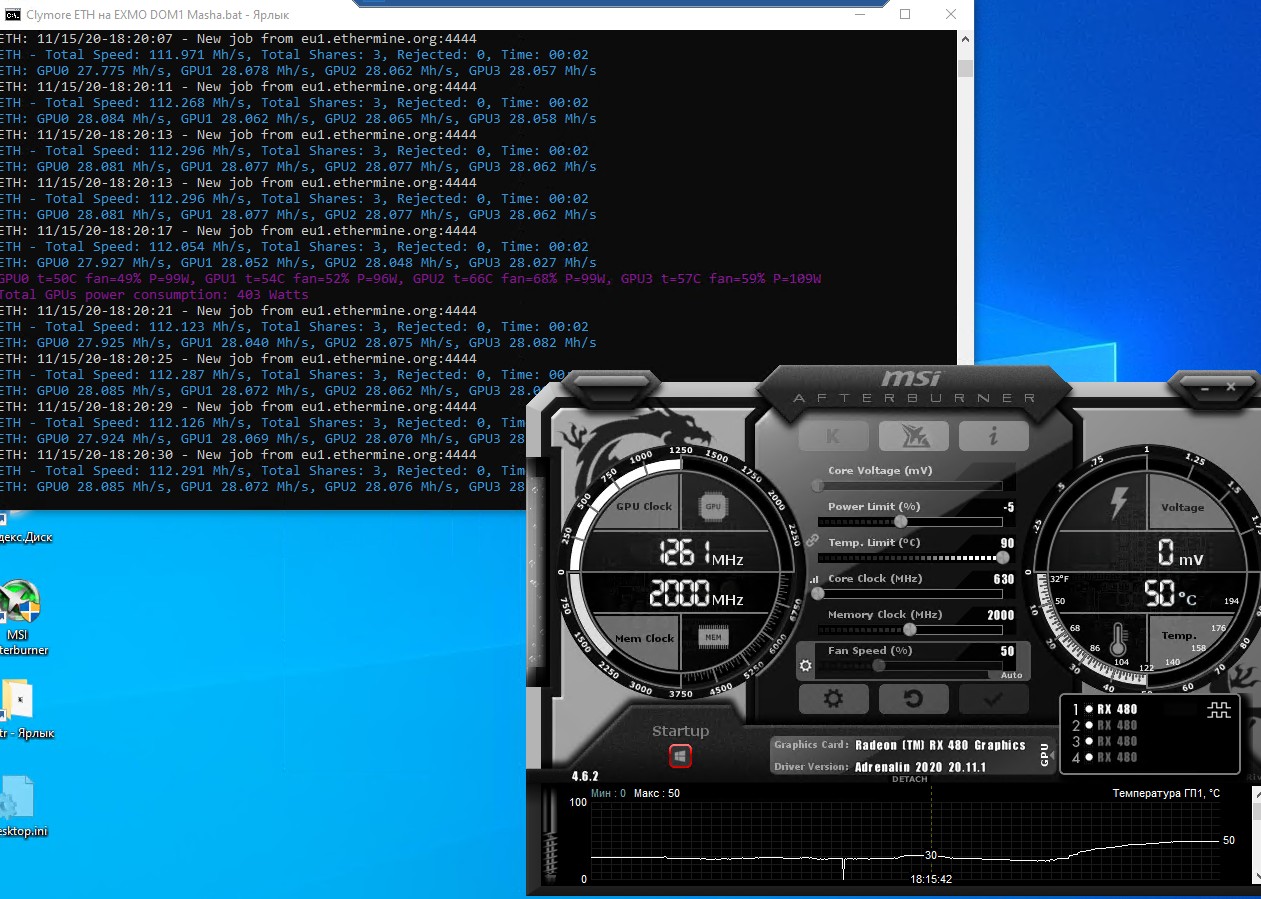 Clymore ETH на EXMO DOM1 Masha.bat - Ярлык
ETH: 11/15/20-18:20:07 - New job from eu1.ethermine.org:4444
ETH - Total Speed: 111.971 Mh/s, Total Shares: 3, Rejected: 0, Time: 00:02
ETH: GPU0 27.775 Mh/s, GPU1 28.078 Mh/s, GPU2 28.062 Mh/s, GPU3 28.057 Mh/s
ETH: 11/15/20-18:20:11 - New job from eu1.ethermine.org:4444
ETH - Total Speed: 112.268 Mh/s, Total Shares: 3, Rejected: 0, Time: 00:02
ETH: GPU0 28.084 Mh/s, GPU1 28.062 Mh/s, GPU2 28.065 Mh/s, GPU3 28.058 Mh/s
ETH: 11/15/20-18:20:13 - New job from eu1.ethermine.org:4444
ETH - Total Speed: 112.296 Mh/s, Total Shares: 3, Rejected: 0, Time: 00:02
ETH: GPU0 28.081 Mh/s, GPU1 28.077 Mh/s, GPU2 28.077 Mh/s, GPU3 28.062 Mh/s
ETH: 11/15/20-18:20:13 - New job from eu1.ethermine.org:4444
ETH - Total Speed: 112.296 Mh/s, Total Shares: 3, Rejected: 0, Time: 00:02
ETH: GPU0 28.081 Mh/s, GPU1 28.077 Mh/s, GPU2 28.077 Mh/s, GPU3 28.062 Mh/s
ETH: 11/15/20-18:20:17 - New job from eu1.ethermine.org:4444
ETH - Total Speed: 112.054 Mh/s, Total Shares: 3, Rejected: 0, Time: 00:02
ETH: GPU0 27.927 Mh/s, GPU1 28.052 Mh/s, GPU2 28.048 Mh/s, GPU3 28.027 Mh/s
GPU0 t=50C fan=49% P=99W, GPU1 t=54C fan=52% P=96W, GPU2 t=66C fan=68% P=99W, GPU3 t=57C fan=59% P=109W
Total GPUs power consumption: 403 Watts
ETH: 11/15/20-18:20:21 - New job from eu1.ethermine.org:4444
ETH - Total Speed: 112.123 Mh/s, Total Shares: 3, Rejected: 0, Time: 00:02
ETH: GPU0 27.925 Mh/s, GPU1 28.040 Mh/s, GPU2 28.075 Mh/s, GPU3 28.082 Mh/s
ETH: 11/15/20-18:20:25 - New job from eu1.ethermine.org:4444
ETH - Total Speed: 112.287 Mh/s, Total Shares: 3, Rejected: 0, Time: 00
ETH: GPU0 28.085 Mh/s, GPU1 28.072 Mh/s, GPU2 28.062 Mh/s, GPU3 28.0
ETH: 11/15/20-18:20:29 - New job from eu1.ethermine.org:4444
ETH - Total Speed: 112.126 Mh/s, Total Shares: 3, Rejected: 0, Tim
ETH: GPU0 27.924 Mh/s, GPU1 28.069 Mh/s, GPU2 28.070 Mh/s, GPU3 28
ETH: 11/15/20-18:20:30 - New job from eu1.ethermine.org:4444
ETH - Total Speed: 112.291 Mh/s, Total Shares: 3, Rejected: 0, Tim
ETH: GPU0 28.085 Mh/s, GPU1 28.072 Mh/s, GPU2 28.076 Mh/s, GPU3 28
декс.Диск
MSI
terburner
tr - Ярлык
esktop.ini
msi
AFTERBURNER
K i
0 250 500 750 1000 1250 1500 1750 2000 2250
GPU Clock
GPU
1261 MHz
2000 MHz
Mem Clock
MEM
750 1500 2250 3000 3750 4500 5250 6000 6750
Core Voltage (mV)
Power Limit (%) -5
Temp. Limit (°C) 90
Core Clock (MHz) 630
Memory Clock (MHz) 2000
Fan Speed (%) 50
Auto
0 .25 .5 .75 1 1.25 1.5
Voltage
0 mV
50 °C
Temp.
32°F 50 68 86 104 122 140 158 176 194
10 20 30 40 50 60 70 80
Startup
4.6.2
Graphics Card: Radeon (TM) RX 480 Graphics
Driver Version: Adrenalin 2020 20.11.1
DETACH
GPU
1 RX 480
2 RX 480
3 RX 480
4 RX 480
Мин : 0 Макс : 50
Температура ГП1, °C
100
50
30
0
18:15:42